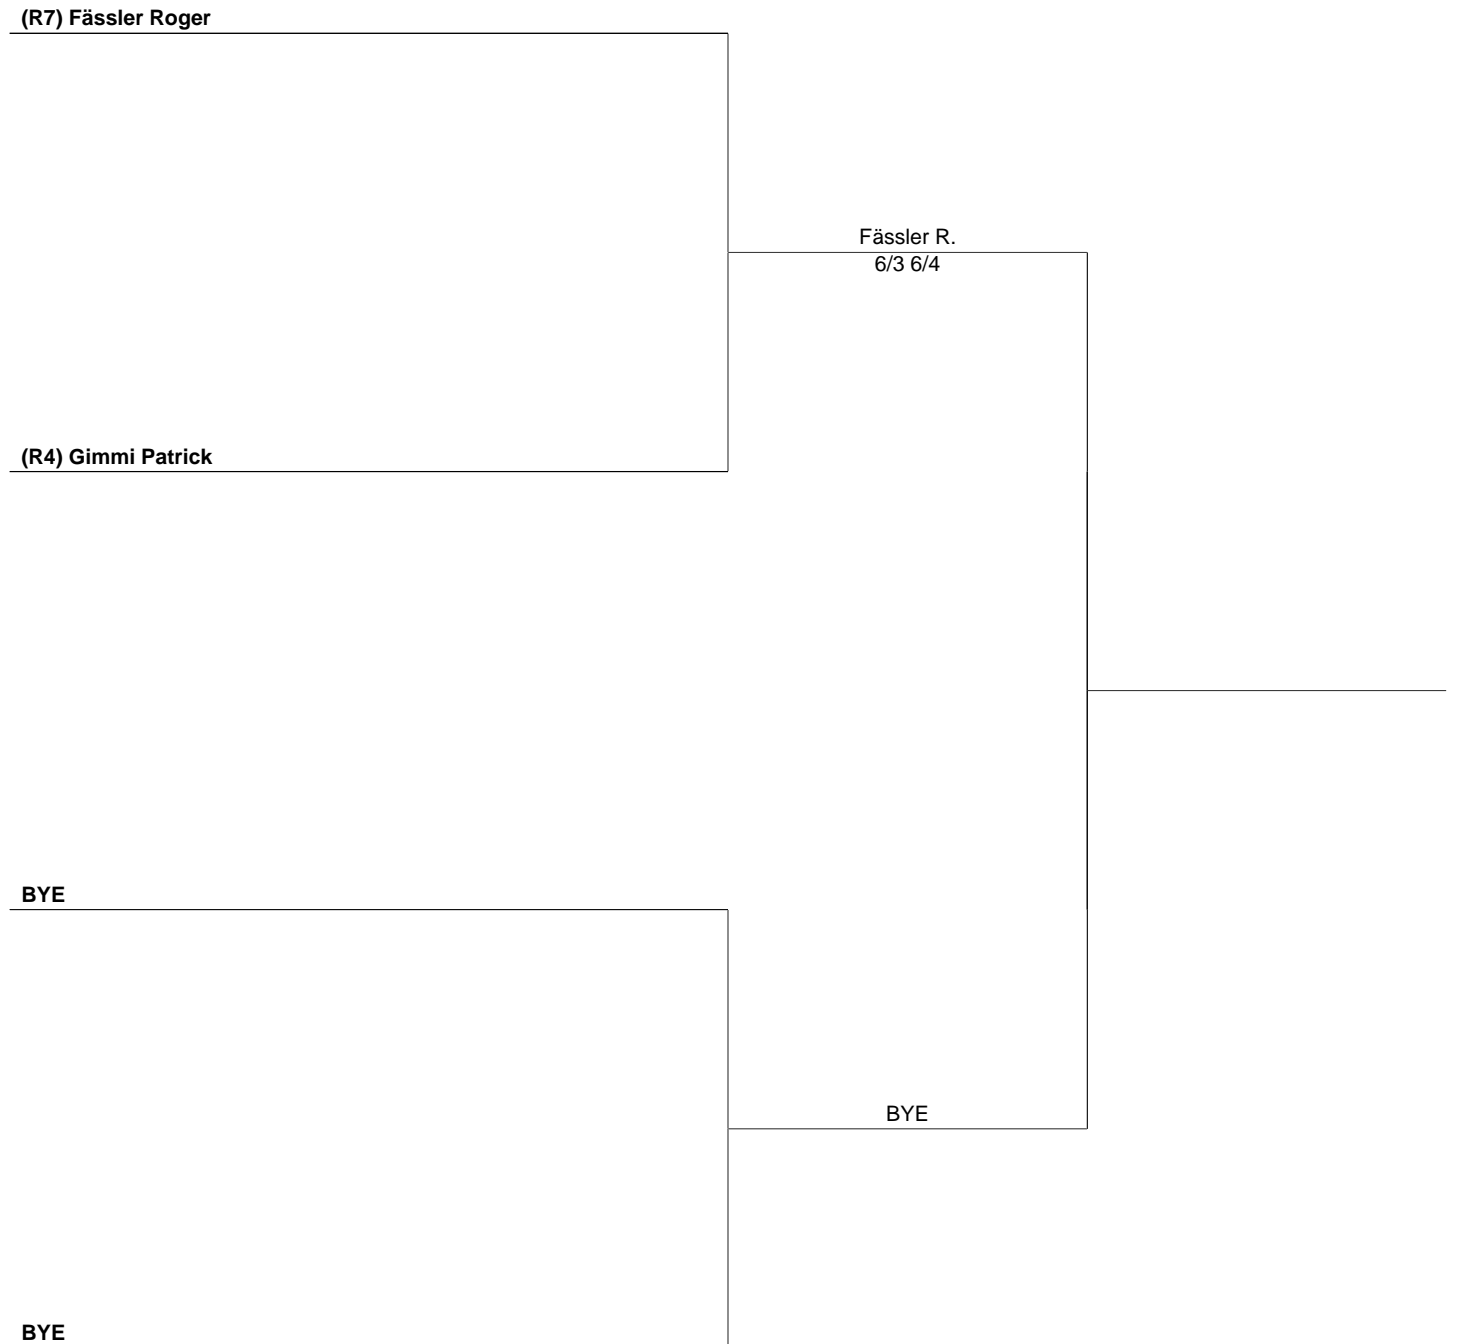 (R7) Fässler Roger
Fässler R.
6/3 6/4
(R4) Gimmi Patrick
BYE
BYE
BYE